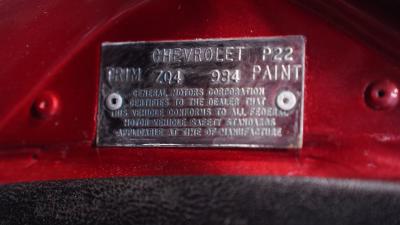 CHEVROLET P22
TRIM ZQ4 984 PAINT
GENERAL MOTORS CORPORATION
CERTIFIES TO THE DEALER THAT
THIS VEHICLE CONFORMS TO ALL FEDERAL
MOTOR VEHICLE SAFETY STANDARDS
APPLICABLE AT TIME OF MANUFACTURE